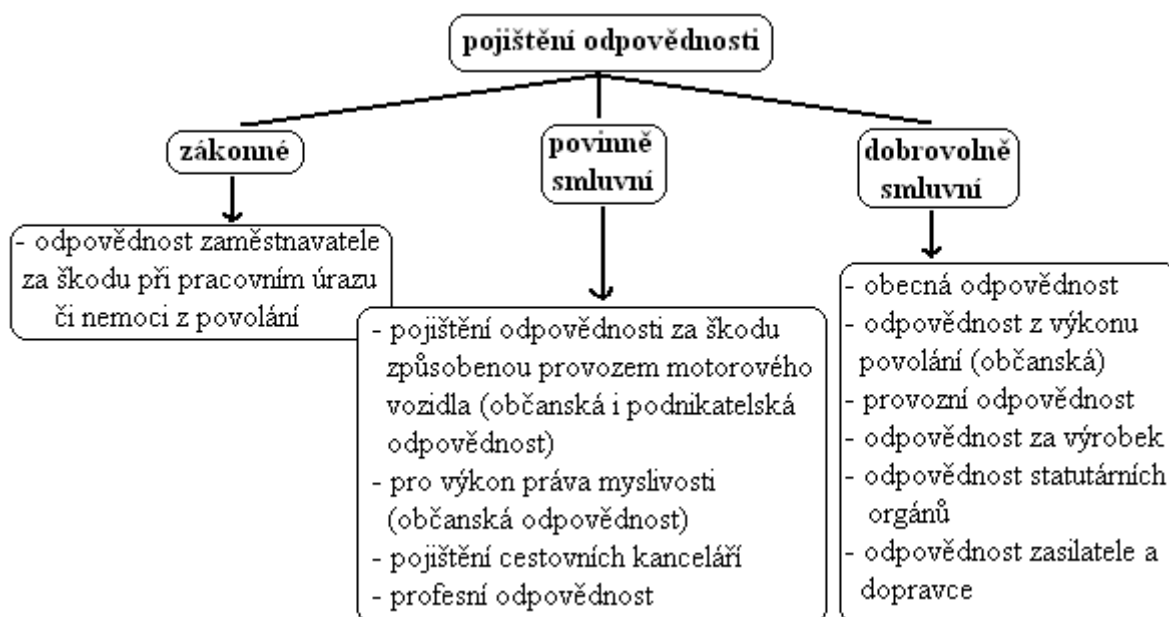 pojištění odpovědnosti
zákonné
povinně
smluvní
dobrovolně
smluvní
- odpovědnost zaměstnavatele
za škodu při pracovním úrazu
či nemoci z povolání
- pojištění odpovědnosti za škodu
způsobenou provozem motorového
vozidla (občanská i podnikatelská
odpovědnost)
- pro výkon práva myslivosti
(občanská odpovědnost)
- pojištění cestovních kanceláří
- profesní odpovědnost
- obecná odpovědnost
- odpovědnost z výkonu
povolání (občanská)
- provozní odpovědnost
- odpovědnost za výrobek
- odpovědnost statutárních
orgánů
- odpovědnost zasilatele a
dopravce